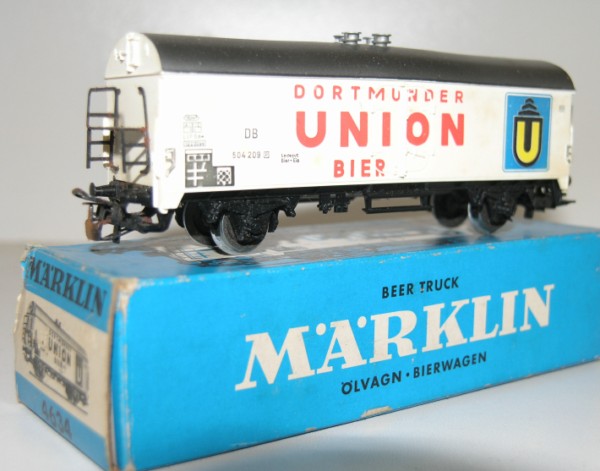 DORTMUNDER
UNION
BIER
DB
504 209
U
BEER TRUCK
MÄRKLIN
ÖLVAGN · BIERWAGEN
MÄRKLIN
UNION U
4634